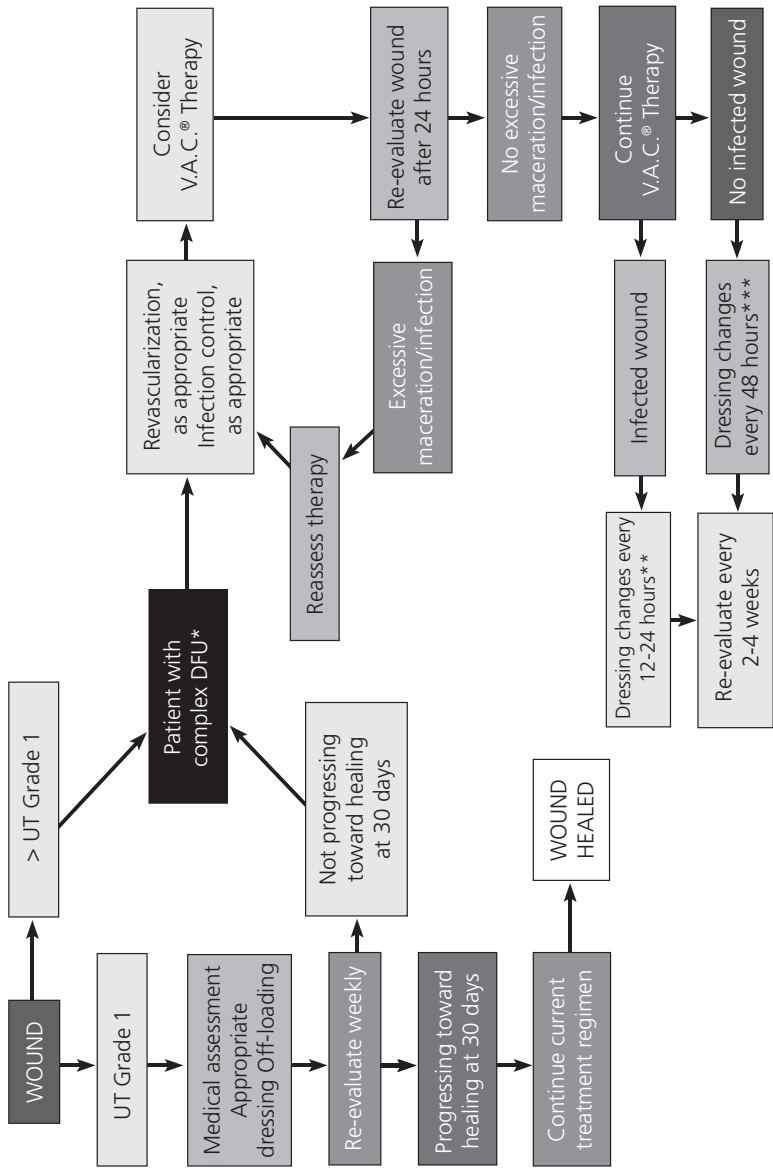 WOUND
> UT Grade 1
UT Grade 1
Medical assessment
Appropriate
dressing Off-loading
Re-evaluate weekly
Not progressing
toward healing
at 30 days
Progressing toward
healing at 30 days
Continue current
treatment regimen
WOUND
HEALED
Patient with
complex DFU*
Revascularization,
as appropriate
Infection control,
as appropriate
Consider
V.A.C.® Therapy
Re-evaluate wound
after 24 hours
Excessive
maceration/infection
Reassess therapy
No excessive
maceration/infection
Continue
V.A.C.® Therapy
Infected wound
Dressing changes every
12-24 hours**
No infected wound
Dressing changes
every 48 hours***
Re-evaluate every
2-4 weeks